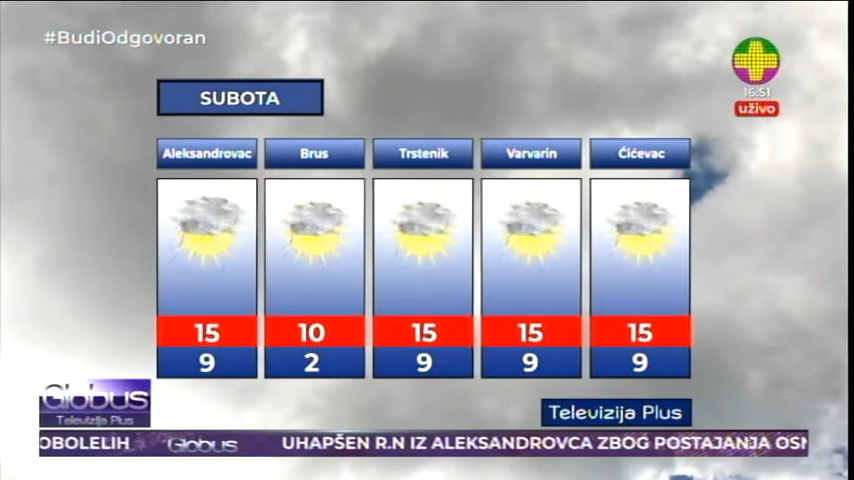 #BudiOdgovoran
16:51
uživo
SUBOTA
Aleksandrovac
Brus
Trstenik
Varvarin
Ćićevac
15
10
15
15
15
9
2
9
9
9
Globus
Televizija Plus
Televizija Plus
OBOLELIH Globus UHAPŠEN R.N IZ ALEKSANDROVCA ZBOG POSTAJANJA OSN